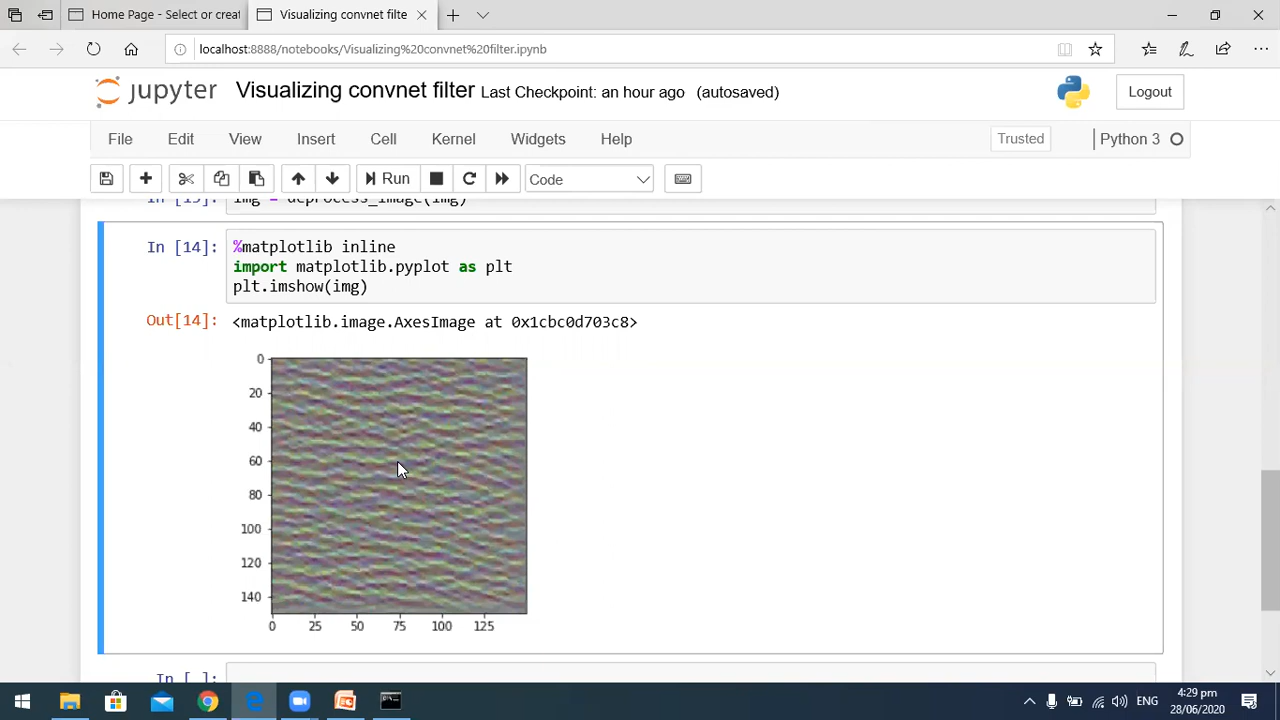 Home Page - Select or creat
Visualizing convnet filte
localhost:8888/notebooks/Visualizing%20convnet%20filter.ipynb
jupyter Visualizing convnet filter Last Checkpoint: an hour ago (autosaved)
Logout
File Edit View Insert Cell Kernel Widgets Help
Trusted Python 3
Run Code
img = deprocess_image(img)
In [14]: %matplotlib inline
import matplotlib.pyplot as plt
plt.imshow(img)
Out[14]: <matplotlib.image.AxesImage at 0x1cbc0d703c8>
0
20
40
60
80
100
120
140
0 25 50 75 100 125
In [ ]:
ENG
4:29 pm
28/06/2020